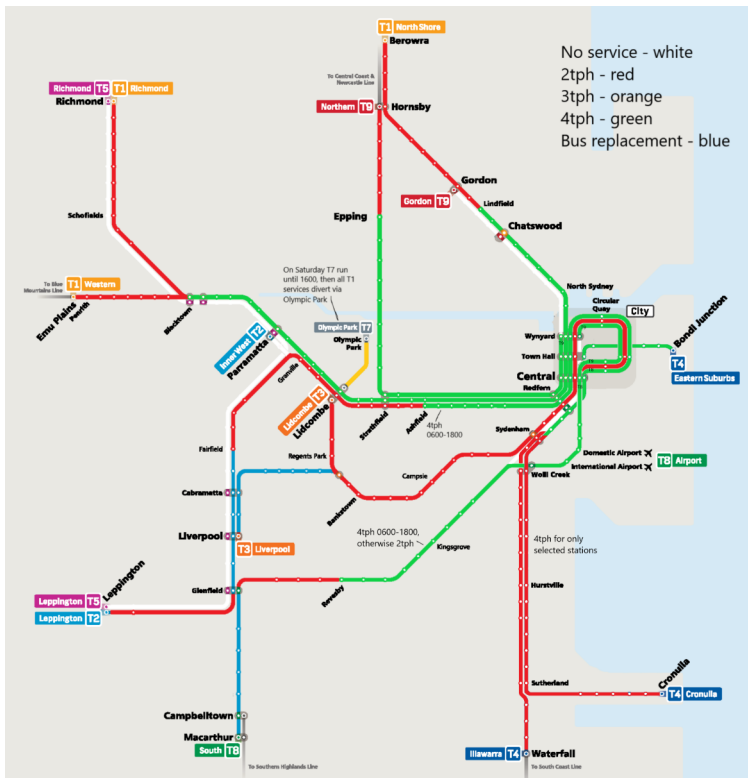 T1 North Shore
Berowra
No service - white
2tph - red
3tph - orange
4tph - green
Bus replacement - blue
To Central Coast &
Newcastle Line
Richmond T5
T1 Richmond
Richmond
Northern T9
Hornsby
Gordon
Gordon T9
Lindfield
Chatswood
Schofields
Epping
On Saturday T7 run
until 1600, then all T1
services divert via
Olympic Park
To Blue
Mountains Line
T1 Western
Emu Plains
Penrith
Blacktown
North Sydney
Circular
Quay
City
Bondi Junction
Olympic Park T7
Olympic
Park
Inner West T2
Parramatta
Wynyard
Town Hall
T4
Eastern Suburbs
Central
Redfern
Granville
Lidcombe T3
Lidcombe
Strathfield
Ashfield
4tph
0600-1800
Sydenham
Fairfield
Regents Park
Campsie
Domestic Airport
International Airport
T8 Airport
Wolli Creek
Cabramatta
Bankstown
Liverpool
T3 Liverpool
4tph 0600-1800,
otherwise 2tph
Kingsgrove
4tph for only
selected stations
Leppington
Leppington T5
Leppington T2
Glenfield
Revesby
Hurstville
Sutherland
Cronulla
T4 Cronulla
Campbelltown
Macarthur
South T8
To Southern Highlands Line
Illawarra T4
Waterfall
To South Coast Line